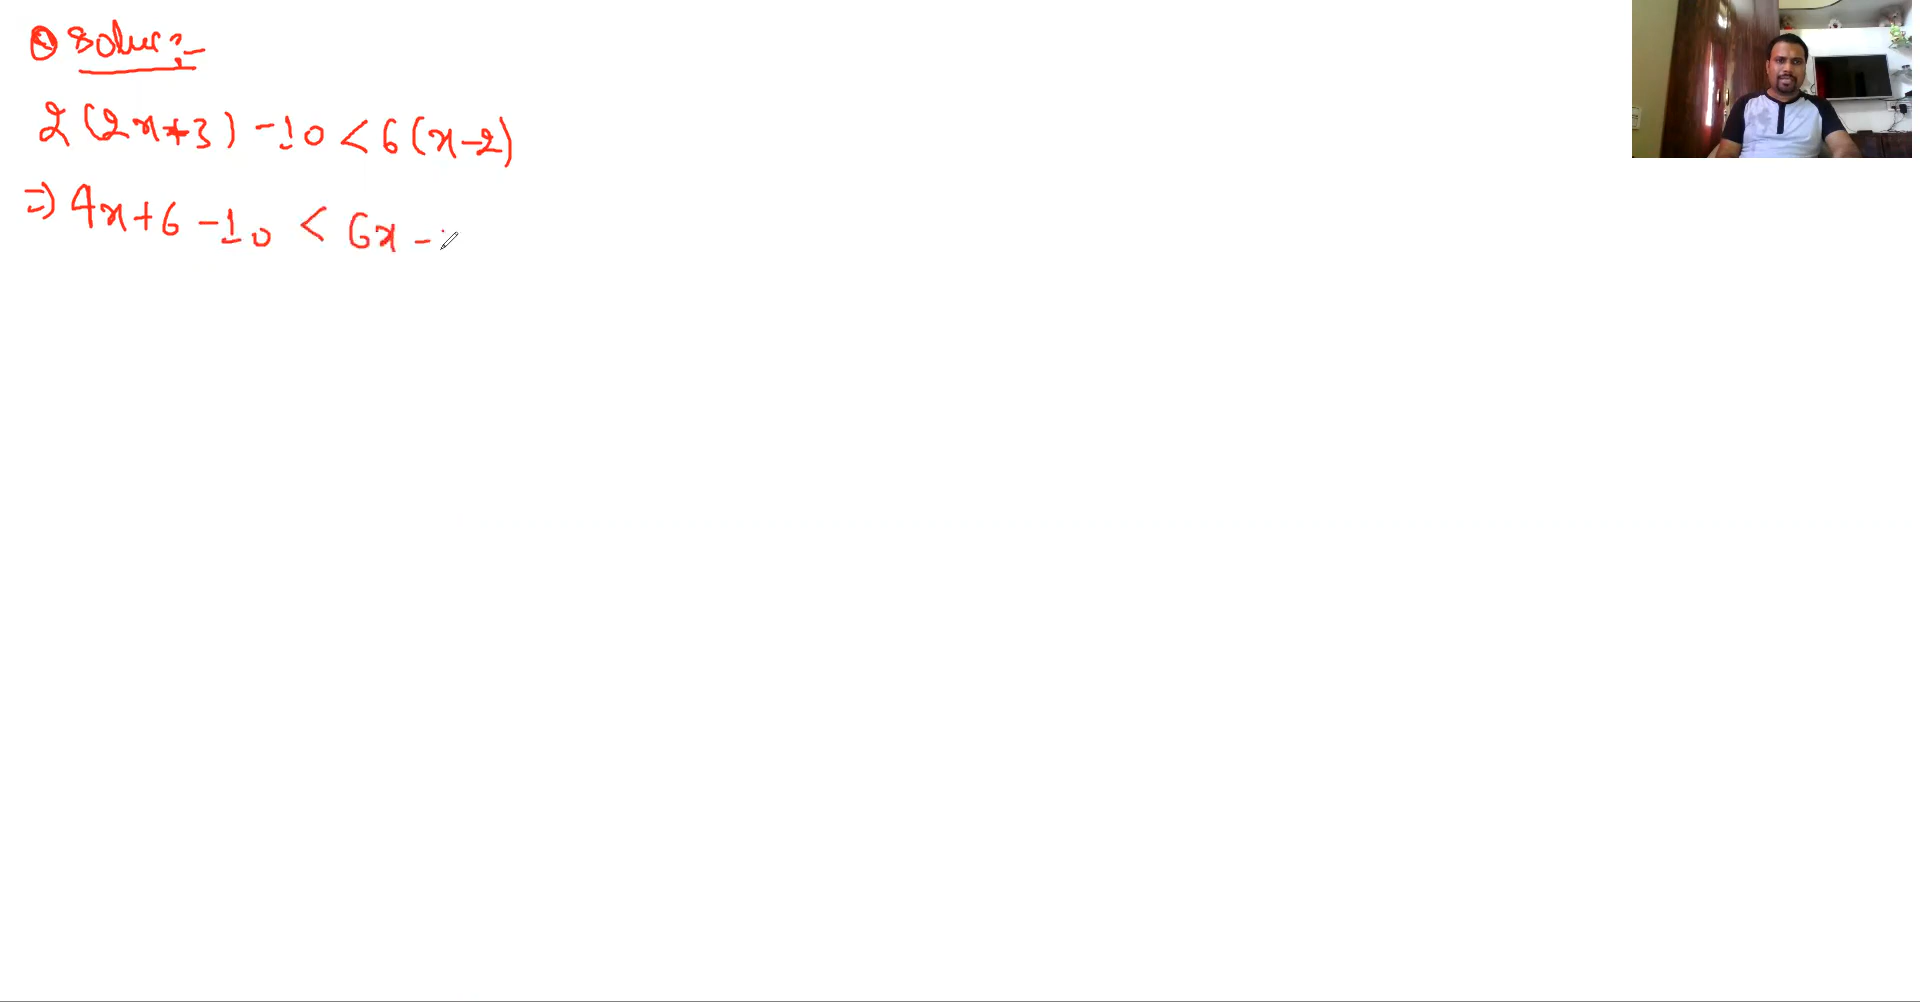 Solve:-
2(2x+3) -10 < 6(x-2)
⇒ 4x+6 -10 < 6x -